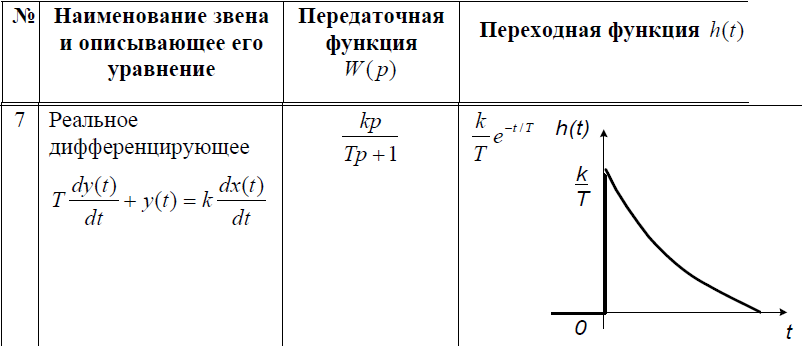 № Наименование звена и описывающее его уравнение Передаточная функция W(p) Переходная функция h(t)
7 Реальное дифференцирующее
T dy(t)/dt + y(t) = k dx(t)/dt
kp/(Tp + 1)
k/T e^{-t/T}
h(t)
k/T
0
t